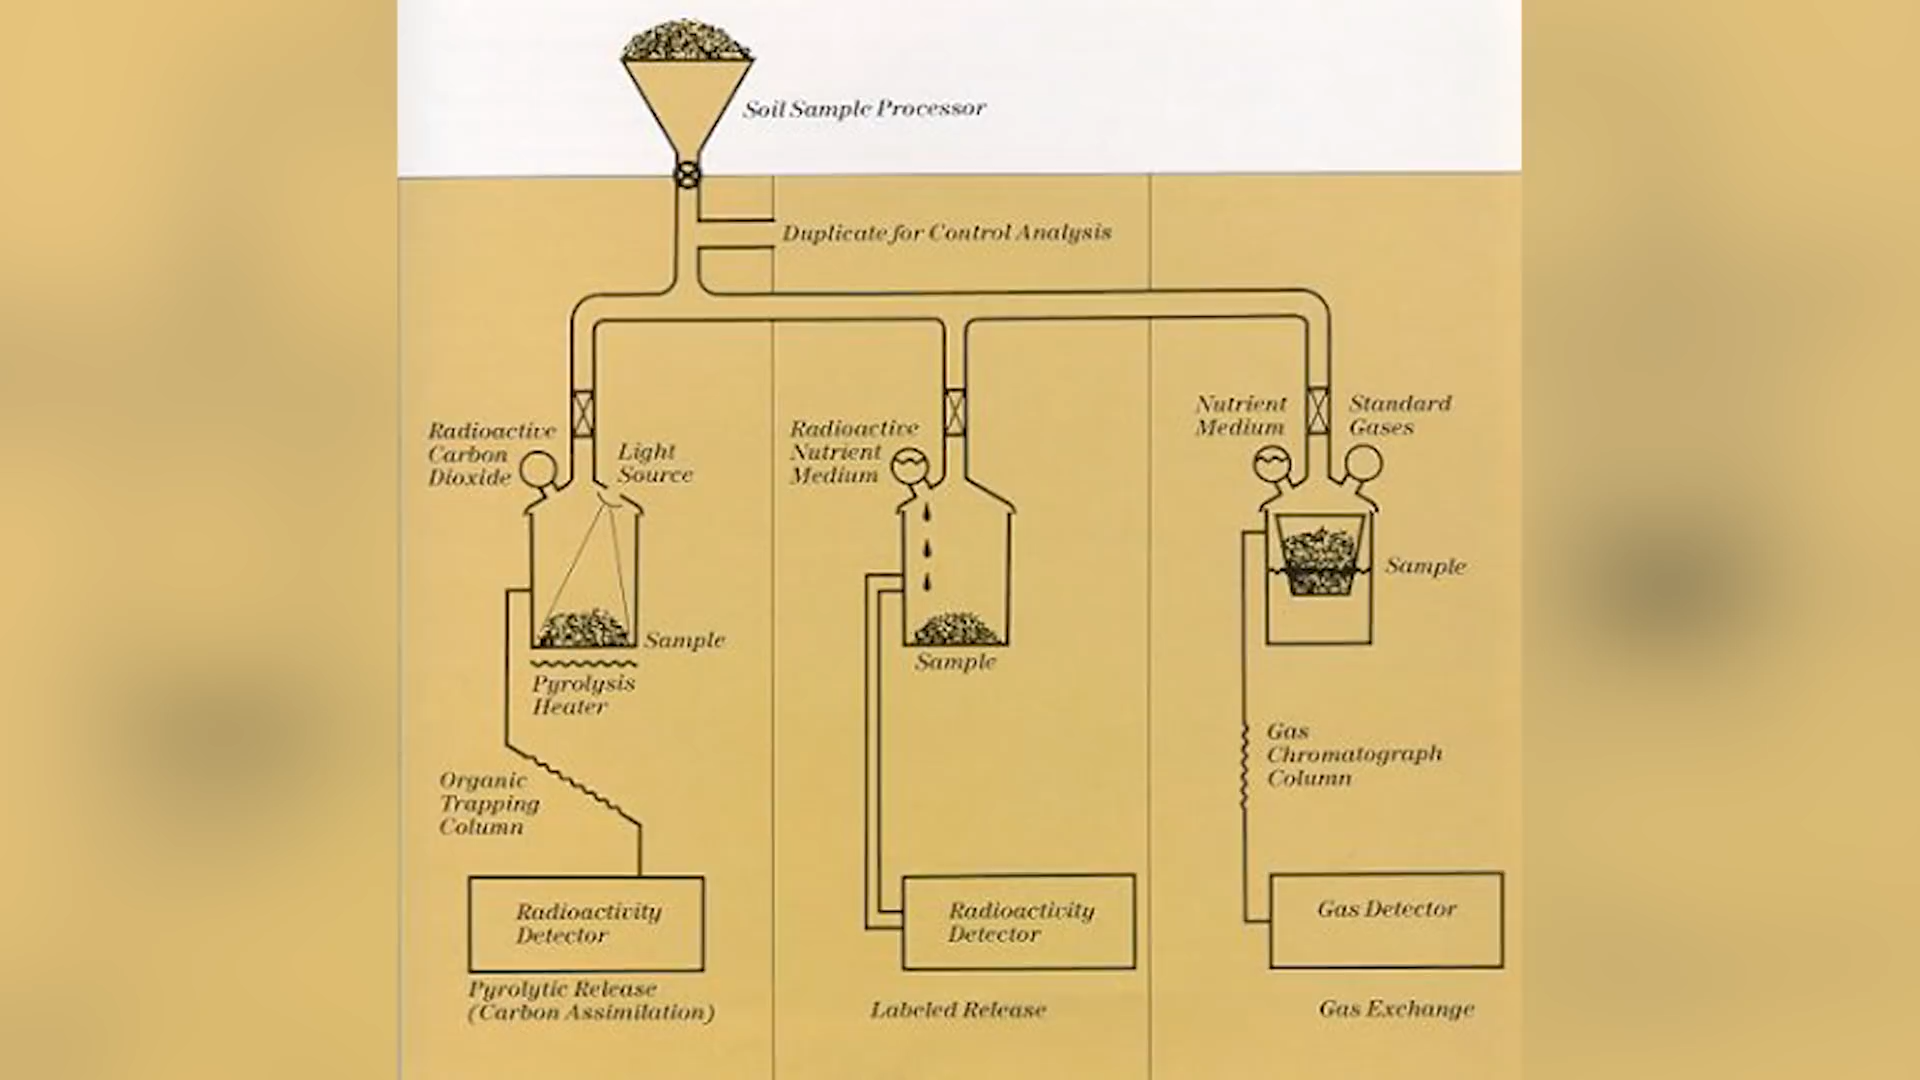 Soil Sample Processor
Duplicate for Control Analysis
Radioactive
Carbon
Dioxide
Light
Source
Sample
Pyrolysis
Heater
Organic
Trapping
Column
Radioactivity
Detector
Pyrolytic Release
(Carbon Assimilation)
Radioactive
Nutrient
Medium
Sample
Radioactivity
Detector
Labeled Release
Nutrient
Medium
Standard
Gases
Sample
Gas
Chromatograph
Column
Gas Detector
Gas Exchange